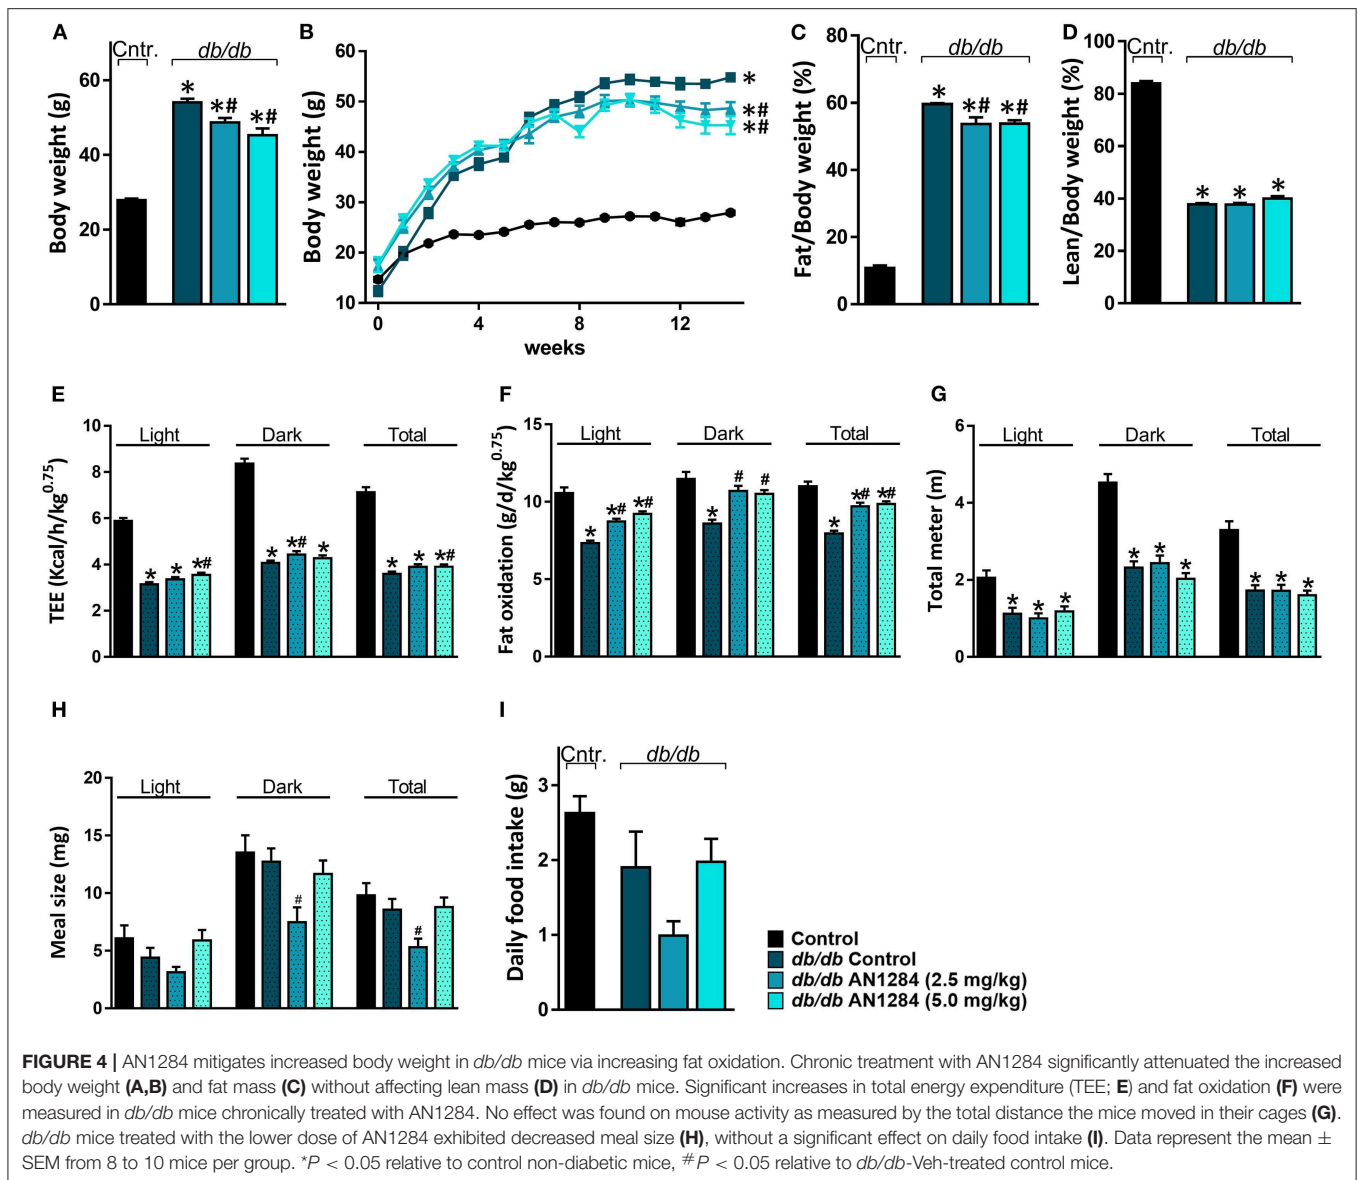 A
Cntr.
db/db
Body weight (g)
60
40
20
0
*
*#
*#
B
Body weight (g)
60
50
40
30
20
10
0
4
8
12
weeks
*
*#
*#
C
Cntr.
db/db
Fat/Body weight (%)
80
60
40
20
0
*
*#
*#
D
Cntr.
db/db
Lean/Body weight (%)
100
80
60
40
20
0
*
*
*
E
Light
Dark
Total
TEE (Kcal/h/kg0.75)
10
8
6
4
2
0
*
*
*#
*
*#
*
*
*
*#
F
Light
Dark
Total
Fat oxidation (g/d/kg0.75)
15
10
5
0
*
*#
*#
*
#
#
*
*#
*#
G
Light
Dark
Total
Total meter (m)
6
4
2
0
*
*
*
*
*
*
*
*
*
H
Light
Dark
Total
Meal size (mg)
20
15
10
5
0
#
#
I
Cntr.
db/db
Daily food intake (g)
3
2
1
0
Control
db/db Control
db/db AN1284 (2.5 mg/kg)
db/db AN1284 (5.0 mg/kg)
FIGURE 4 | AN1284 mitigates increased body weight in db/db mice via increasing fat oxidation. Chronic treatment with AN1284 significantly attenuated the increased
body weight (A,B) and fat mass (C) without affecting lean mass (D) in db/db mice. Significant increases in total energy expenditure (TEE; E) and fat oxidation (F) were
measured in db/db mice chronically treated with AN1284. No effect was found on mouse activity as measured by the total distance the mice moved in their cages (G).
db/db mice treated with the lower dose of AN1284 exhibited decreased meal size (H), without a significant effect on daily food intake (I). Data represent the mean ±
SEM from 8 to 10 mice per group. *P < 0.05 relative to control non-diabetic mice, #P < 0.05 relative to db/db-Veh-treated control mice.